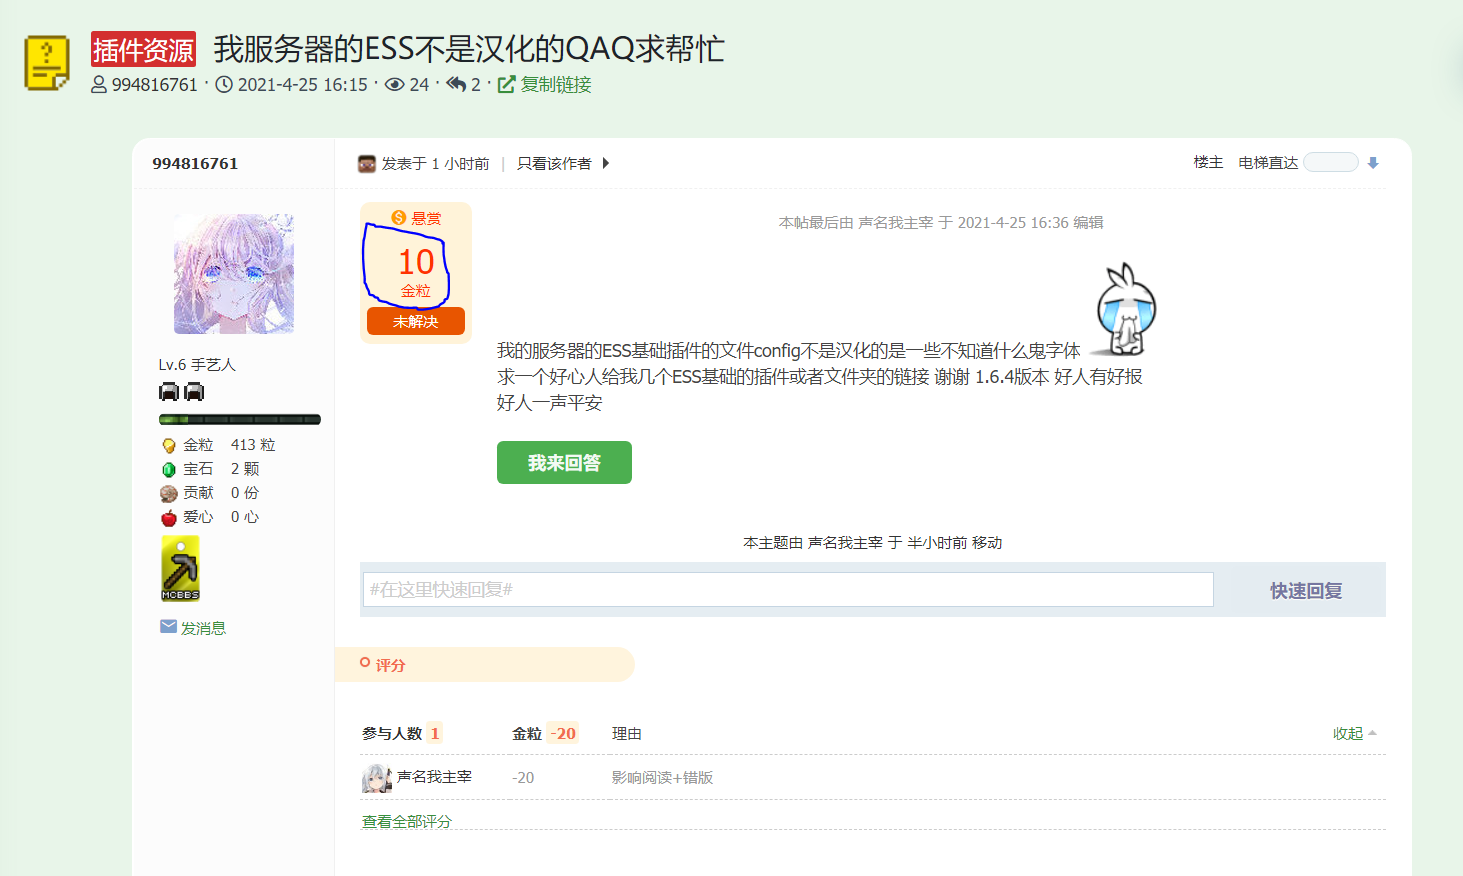 插件资源 我服务器的ESS不是汉化的QAQ求帮忙
994816761 · 2021-4-25 16:15 · 24 · 2 · 复制链接
994816761
发表于 1 小时前 | 只看该作者
楼主 电梯直达
悬赏
10
金粒
未解决
本帖最后由 声名我主宰 于 2021-4-25 16:36 编辑
我的服务器的ESS基础插件的文件config不是汉化的是一些不知道什么鬼字体
求一个好心人给我几个ESS基础的插件或者文件夹的链接 谢谢 1.6.4版本 好人有好报
好人一声平安
我来回答
Lv.6 手艺人
金粒 413 粒
宝石 2 颗
贡献 0 份
爱心 0 心
MCBBS
发消息
本主题由 声名我主宰 于 半小时前 移动
#在这里快速回复#
快速回复
评分
参与人数 1 金粒 -20 理由 收起
声名我主宰 -20 影响阅读+错版
查看全部评分